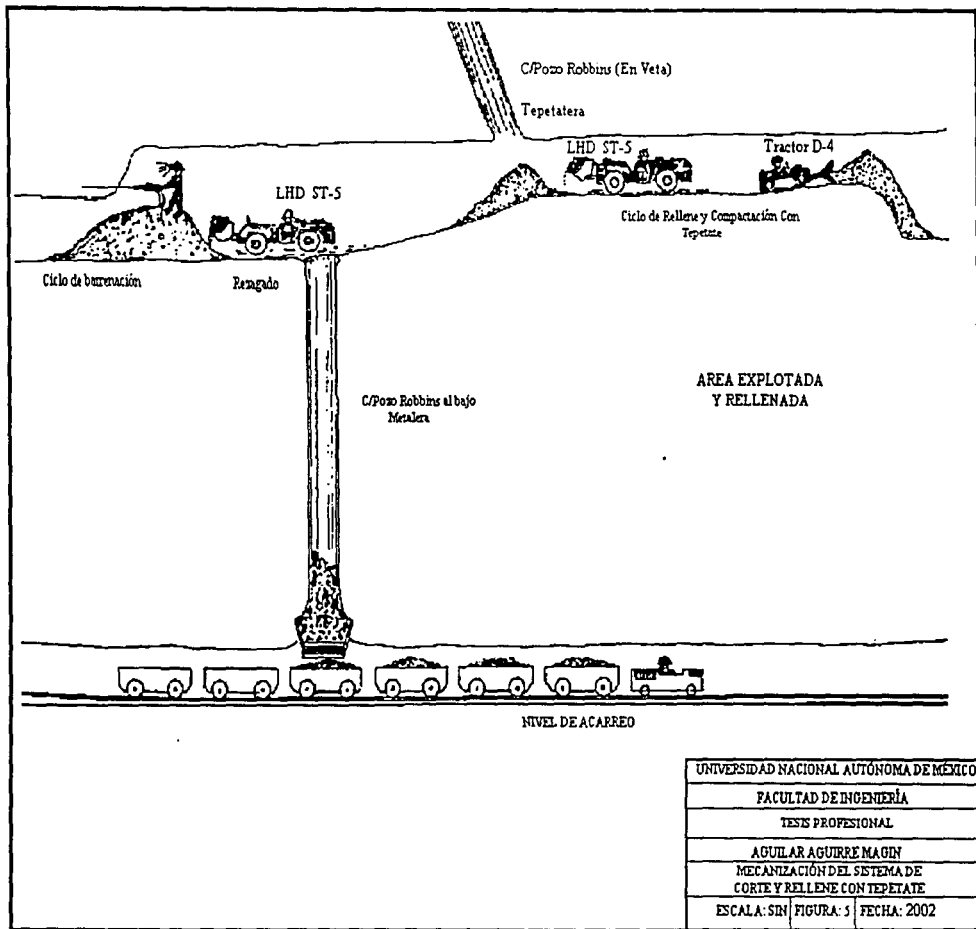 C/Pozo Robbins (En Veta)
Tepetatera
LHD ST-5
Tractor D-4
LHD ST-5
Ciclo de Rellene y Compactación Con
Tepetate
Ciclo de barrenación
Rezagado
C/Pozo Robbins al bajo
Metalera
AREA EXPLOTADA
Y RELLENADA
NIVEL DE ACARREO
UNIVERSIDAD NACIONAL AUTÓNOMA DE MÉXICO
FACULTAD DE INGENIERÍA
TESIS PROFESIONAL
AGUILAR AGUIRRE MAGIN
MECANIZACIÓN DEL SISTEMA DE
CORTE Y RELLENE CON TEPETATE
ESCALA: SIN FIGURA: 5 FECHA: 2002